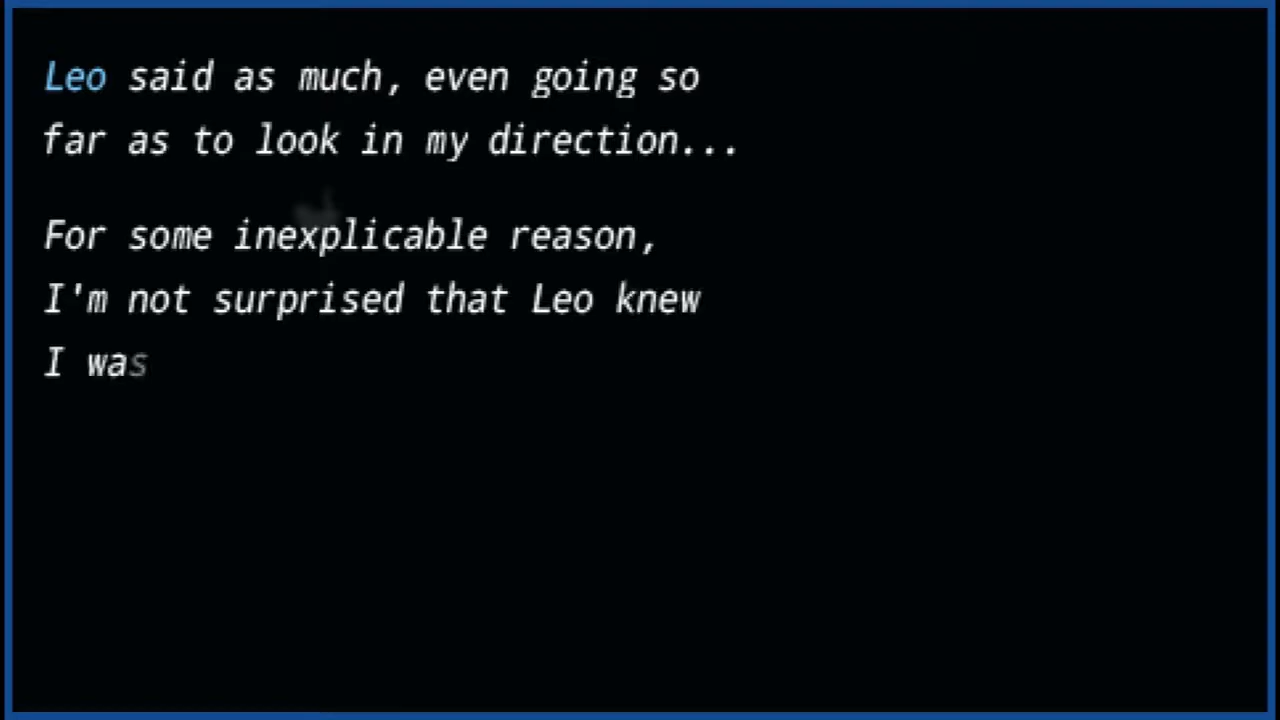 Leo said as much, even going so
far as to look in my direction...
For some inexplicable reason,
I'm not surprised that Leo knew
I was